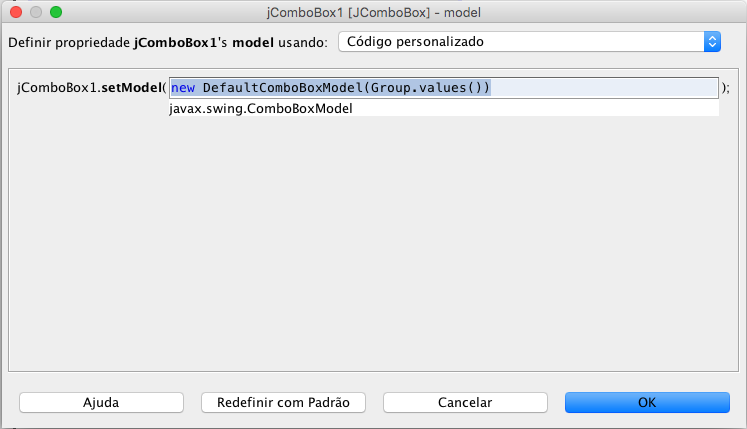 jComboBox1 [JComboBox] - model
Definir propriedade jComboBox1's model usando: Código personalizado
jComboBox1.setModel( new DefaultComboBoxModel(Group.values()) );
javax.swing.ComboBoxModel
Ajuda Redefinir com Padrão Cancelar OK